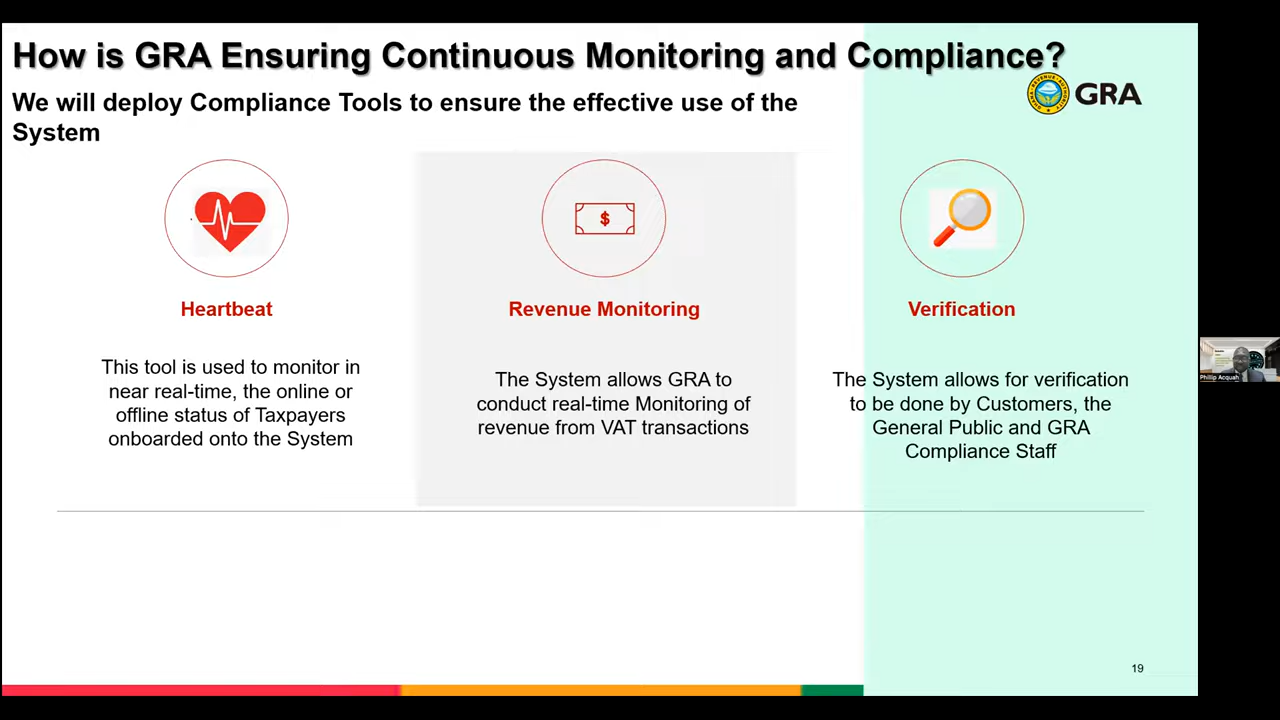 How is GRA Ensuring Continuous Monitoring and Compliance?
We will deploy Compliance Tools to ensure the effective use of the
System
GRA
Heartbeat
This tool is used to monitor in
near real-time, the online or
offline status of Taxpayers
onboarded onto the System
$
Revenue Monitoring
The System allows GRA to
conduct real-time Monitoring of
revenue from VAT transactions
Verification
The System allows for verification
to be done by Customers, the
General Public and GRA
Compliance Staff
Phillip Acquah
19